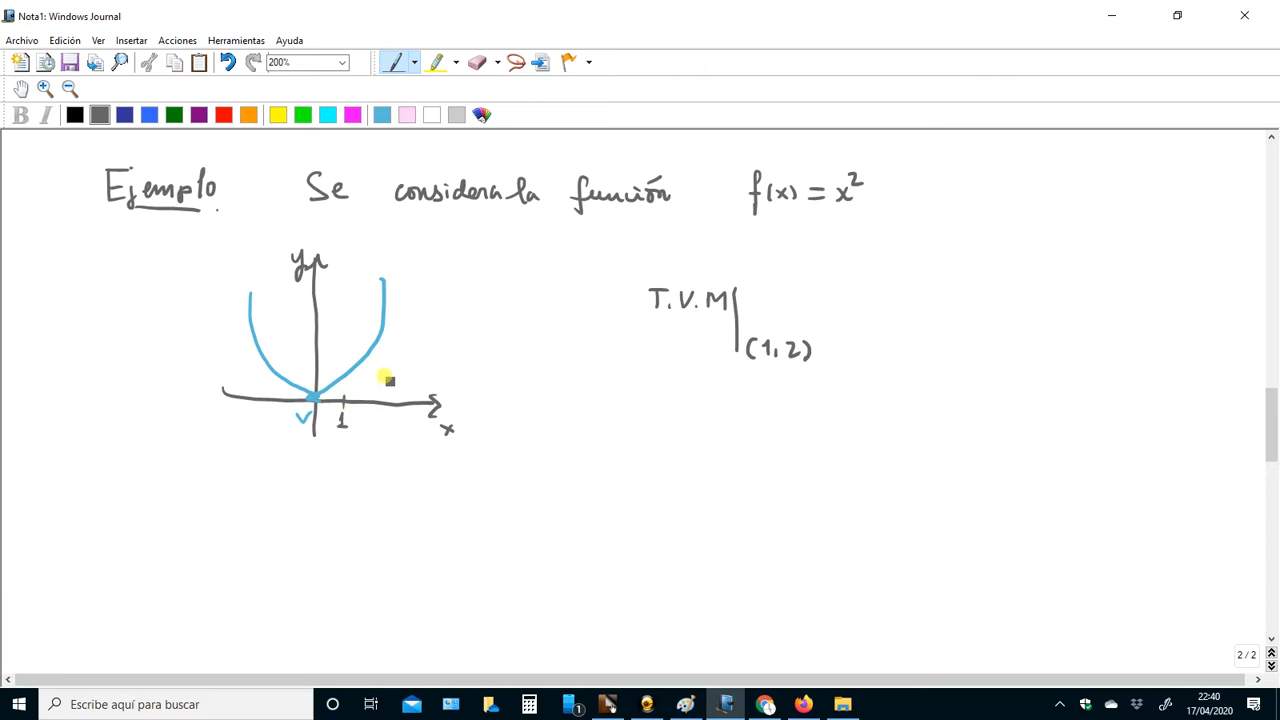 Nota1: Windows Journal
Archivo Edición Ver Insertar Acciones Herramientas Ayuda
200%
B I
Ejemplo. Se considera la función f(x) = x²
y
T.V.M
(1,2)
V 1 x
2 / 2
Escribe aquí para buscar
1
22:40
17/04/2020